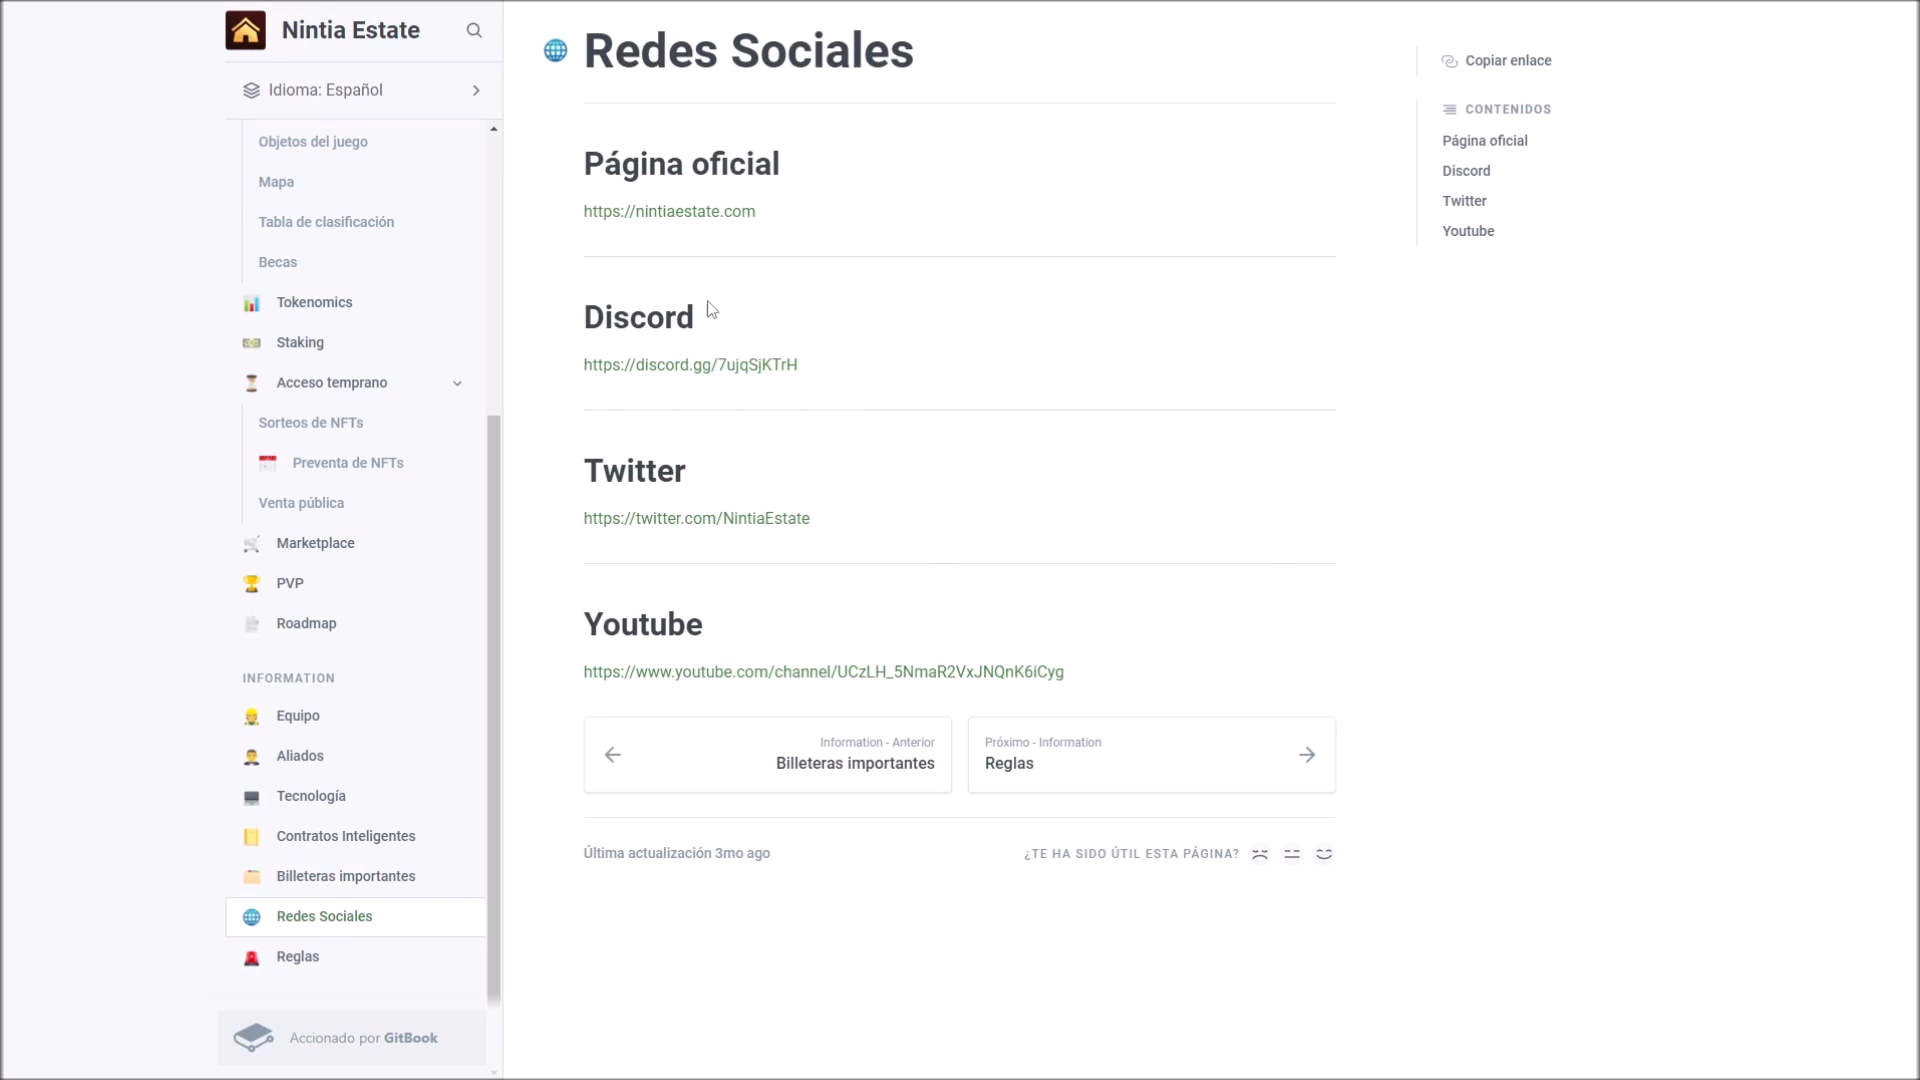 Nintia Estate
Idioma: Español
Objetos del juego
Mapa
Tabla de clasificación
Becas
Tokenomics
Staking
Acceso temprano
Sorteos de NFTs
Preventa de NFTs
Venta pública
Marketplace
PVP
Roadmap
INFORMATION
Equipo
Aliados
Tecnología
Contratos Inteligentes
Billeteras importantes
Redes Sociales
Reglas
Accionado por GitBook
Redes Sociales
Página oficial
https://nintiaestate.com
Discord
https://discord.gg/7ujqSjKTrH
Twitter
https://twitter.com/NintiaEstate
Youtube
https://www.youtube.com/channel/UCzLH_5NmaR2VxJNQnK6iCyg
Information - Anterior
Billeteras importantes
Próximo - Information
Reglas
Última actualización 3mo ago
¿TE HA SIDO ÚTIL ESTA PÁGINA?
Copiar enlace
CONTENIDOS
Página oficial
Discord
Twitter
Youtube